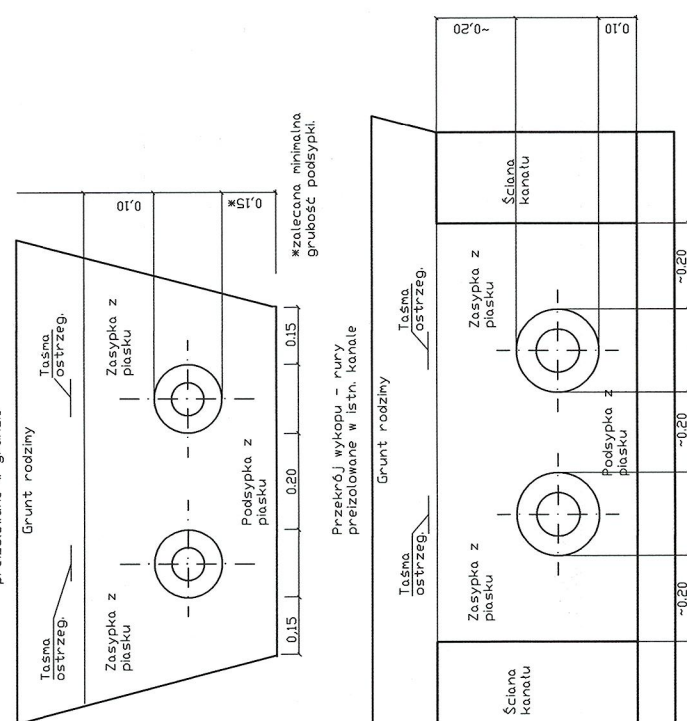 Grunt rodzimy
Taśma
ostrzeg.
Taśma
ostrzeg.
Zasypka z
piasku
Zasypka z
piasku
Podsypka z
piasku
0,15
0.20
0.15
0,10
0,15*
*zalecana minimalna
grubość podsypki.
Przekrój wykopu - rury
preizolowane w istn. kanale
Grunt rodzimy
Taśma
ostrzeg.
Taśma
ostrzeg.
Ściana
kanału
Zasypka z
piasku
Zasypka z
piasku
Ściana
kanału
Podsypka z
piasku
~0.20
~0.20
~0.20
~0,20
0,10